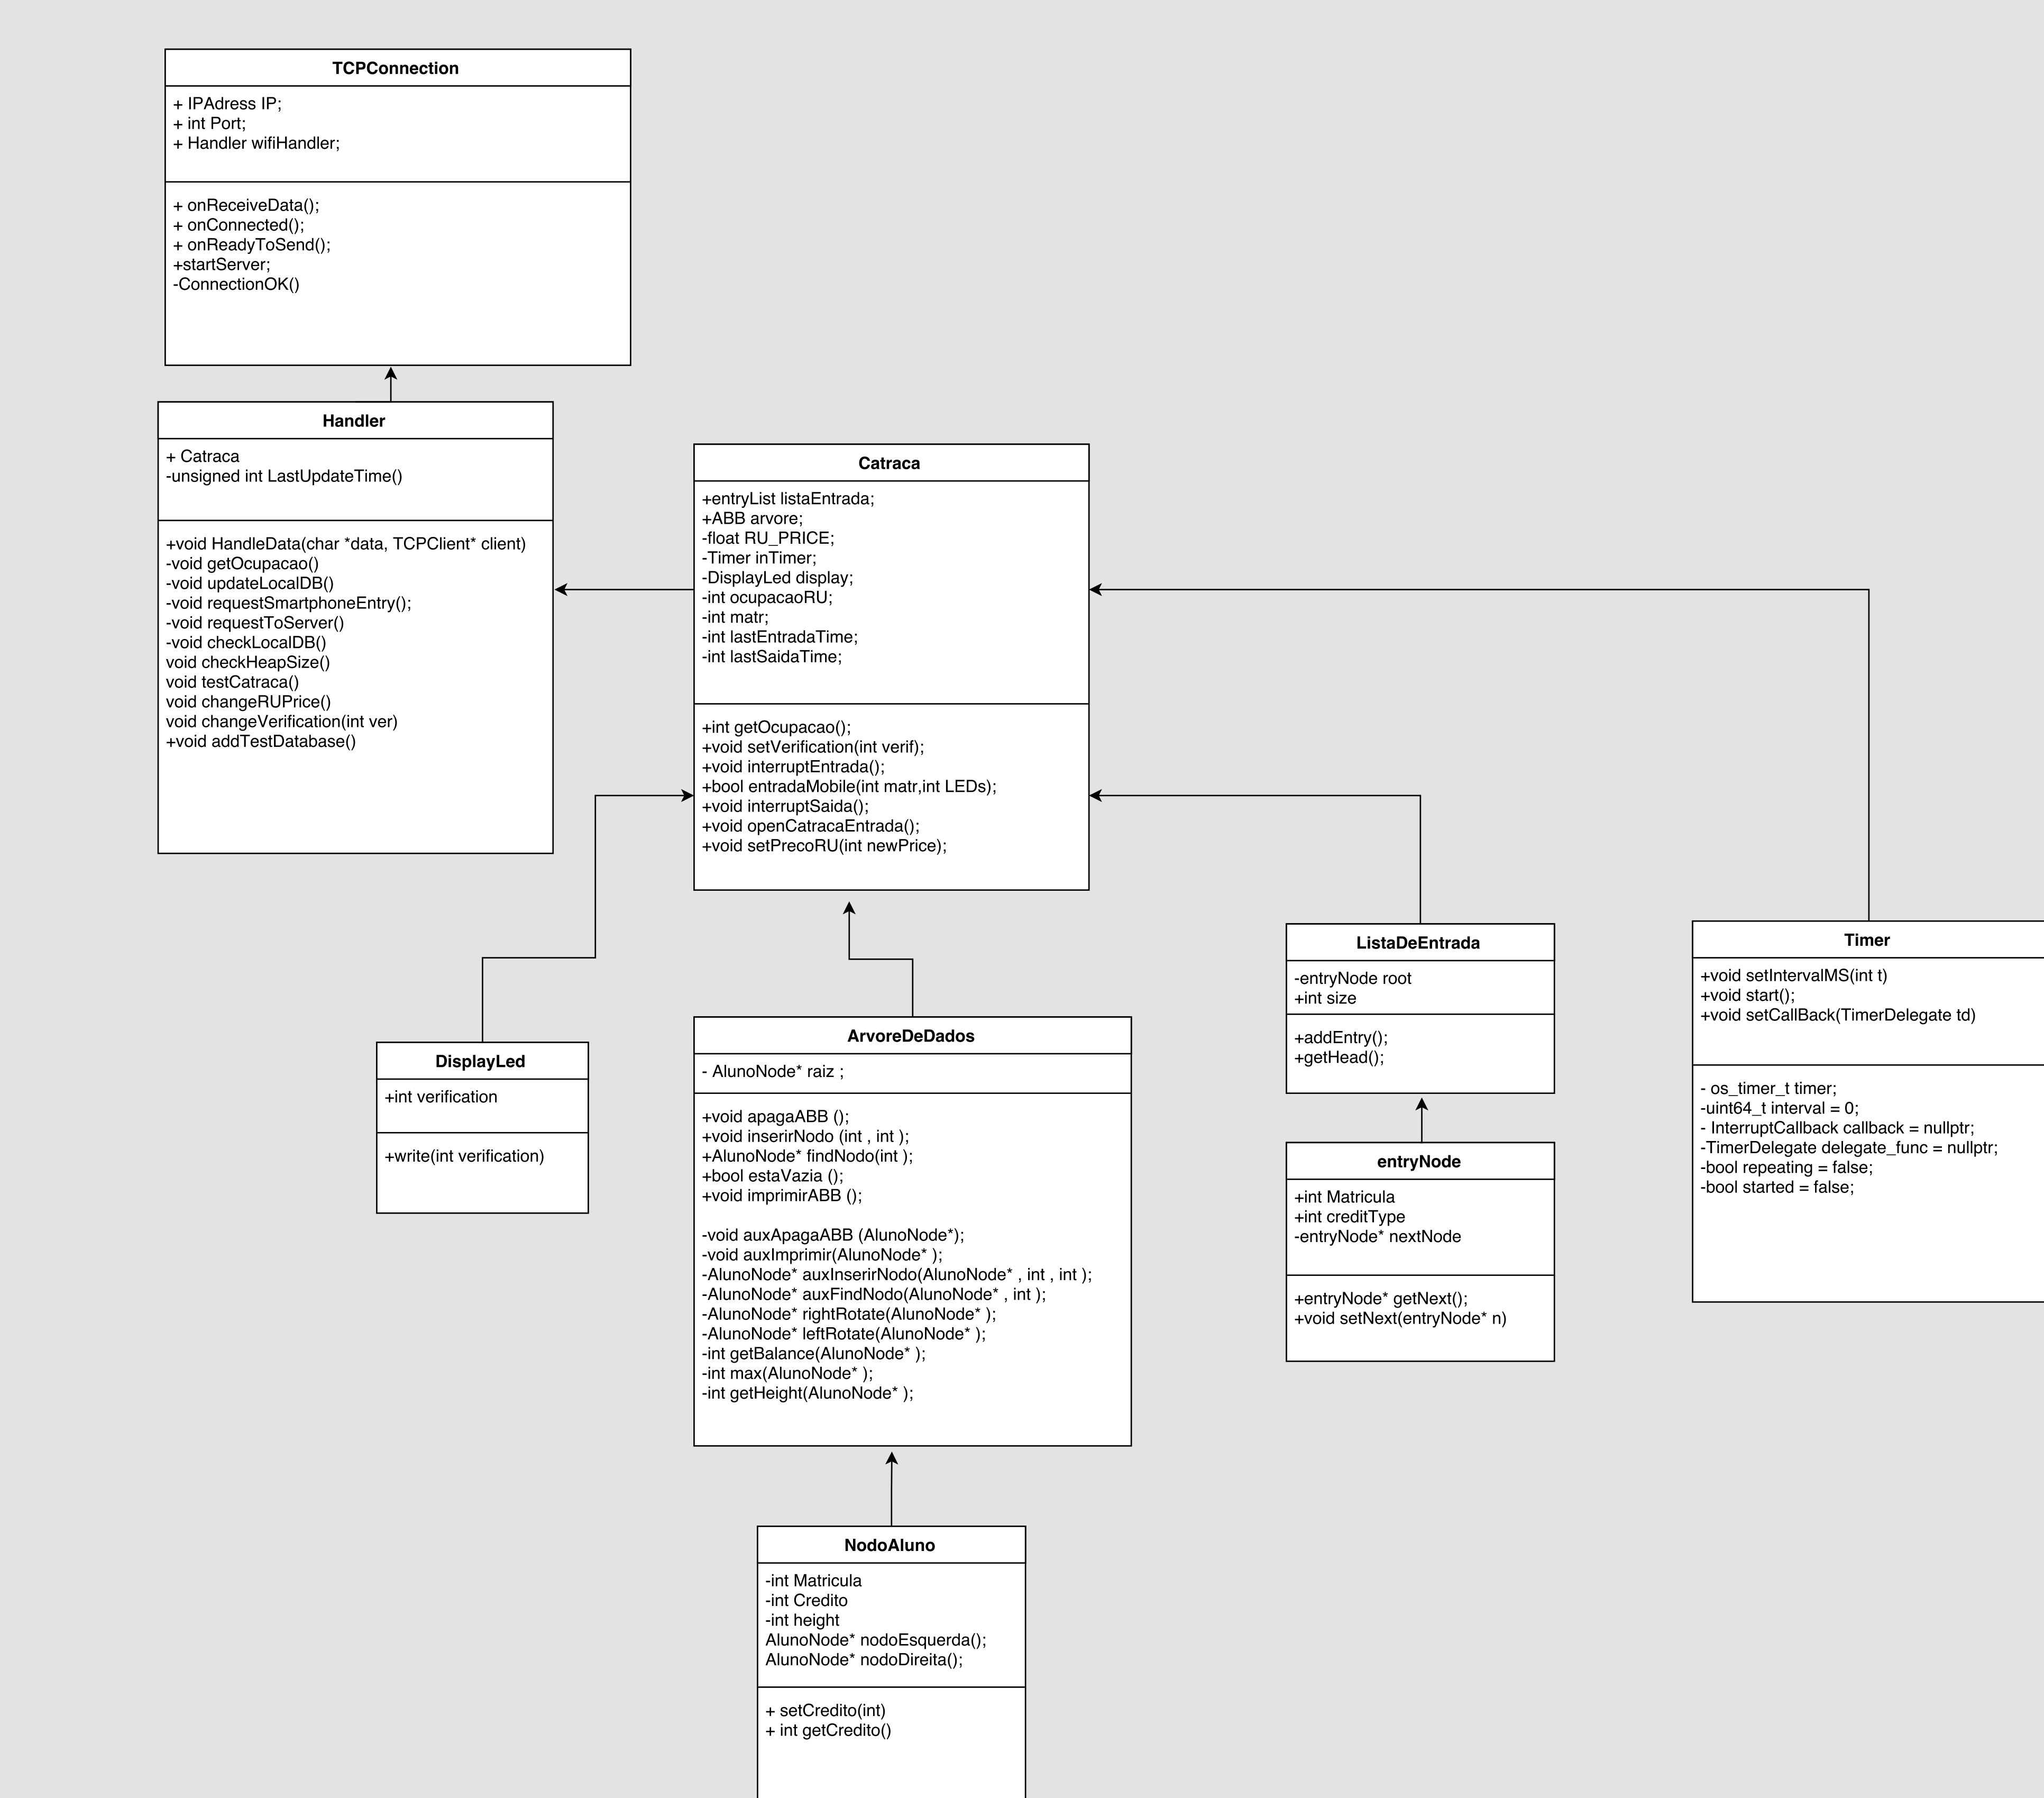 TCPConnection
+ IPAdress IP;
+ int Port;
+ Handler wifiHandler;
+ onReceiveData();
+ onConnected();
+ onReadyToSend();
+startServer;
-ConnectionOK()
Handler
+ Catraca
-unsigned int LastUpdateTime()
+void HandleData(char *data, TCPClient* client)
-void getOcupacao()
-void updateLocalDB()
-void requestSmartphoneEntry();
-void requestToServer()
-void checkLocalDB()
void checkHeapSize()
void testCatraca()
void changeRUPrice()
void changeVerification(int ver)
+void addTestDatabase()
Catraca
+entryList listaEntrada;
+ABB arvore;
-float RU_PRICE;
-Timer inTimer;
-DisplayLed display;
-int ocupacaoRU;
-int matr;
-int lastEntradaTime;
-int lastSaidaTime;
+int getOcupacao();
+void setVerification(int verif);
+void interruptEntrada();
+bool entradaMobile(int matr,int LEDs);
+void interruptSaida();
+void openCatracaEntrada();
+void setPrecoRU(int newPrice);
DisplayLed
+int verification
+write(int verification)
ArvoreDeDados
- AlunoNode* raiz ;
+void apagaABB ();
+void inserirNodo (int , int );
+AlunoNode* findNodo(int );
+bool estaVazia ();
+void imprimirABB ();
-void auxApagaABB (AlunoNode*);
-void auxImprimir(AlunoNode* );
-AlunoNode* auxInserirNodo(AlunoNode* , int , int );
-AlunoNode* auxFindNodo(AlunoNode* , int );
-AlunoNode* rightRotate(AlunoNode* );
-AlunoNode* leftRotate(AlunoNode* );
-int getBalance(AlunoNode* );
-int max(AlunoNode* );
-int getHeight(AlunoNode* );
ListaDeEntrada
-entryNode root
+int size
+addEntry();
+getHead();
entryNode
+int Matricula
+int creditType
-entryNode* nextNode
+entryNode* getNext();
+void setNext(entryNode* n)
Timer
+void setIntervalMS(int t)
+void start();
+void setCallBack(TimerDelegate td)
- os_timer_t timer;
-uint64_t interval = 0;
- InterruptCallback callback = nullptr;
-TimerDelegate delegate_func = nullptr;
-bool repeating = false;
-bool started = false;
NodoAluno
-int Matricula
-int Credito
-int height
AlunoNode* nodoEsquerda();
AlunoNode* nodoDireita();
+ setCredito(int)
+ int getCredito()